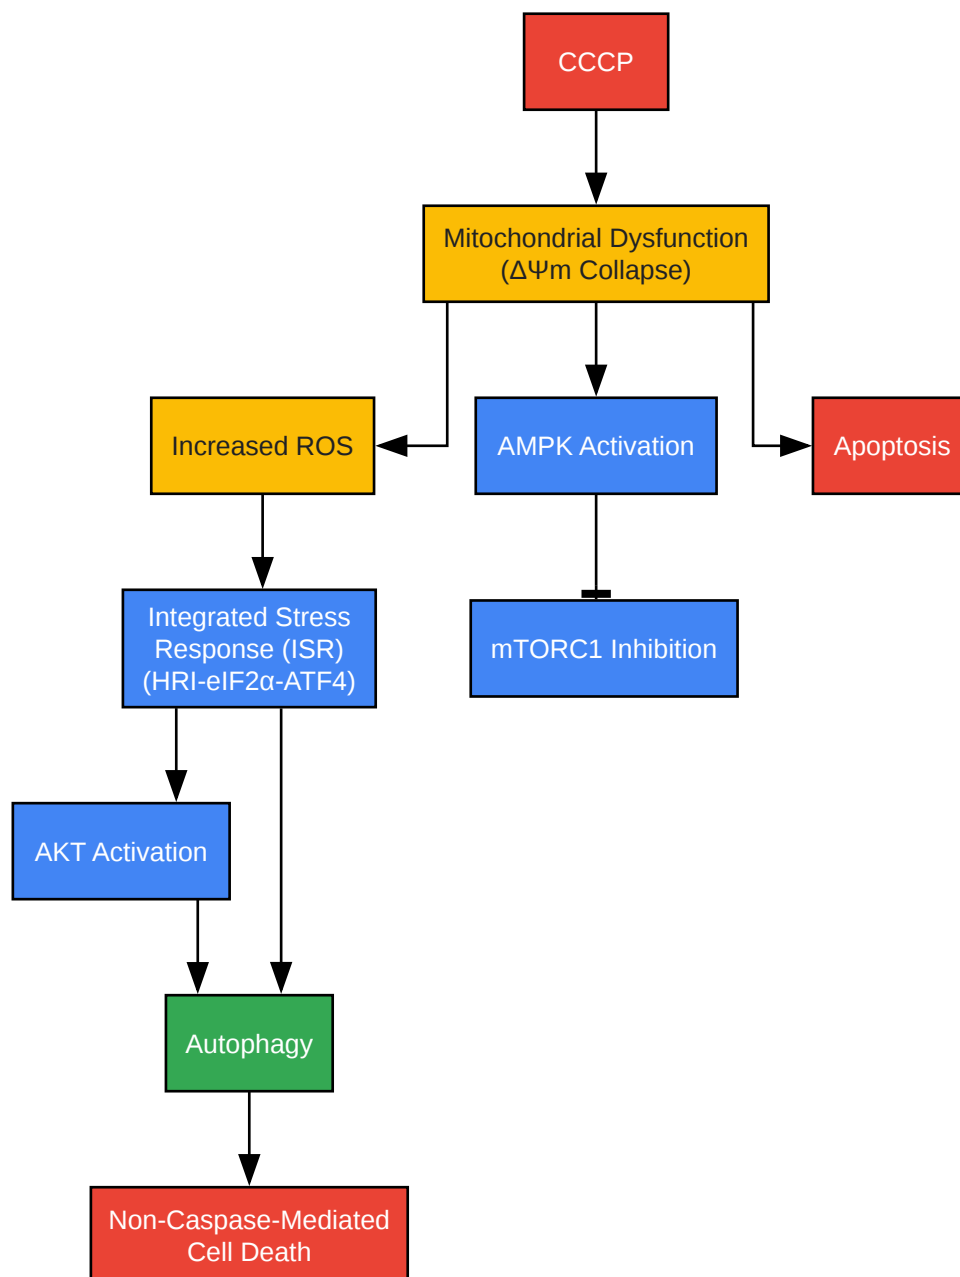 CCCP
Mitochondrial Dysfunction
(ΔΨm Collapse)
Increased ROS
AMPK Activation
Apoptosis
Integrated Stress
Response (ISR)
(HRI-eIF2α-ATF4)
mTORC1 Inhibition
AKT Activation
Autophagy
Non-Caspase-Mediated
Cell Death